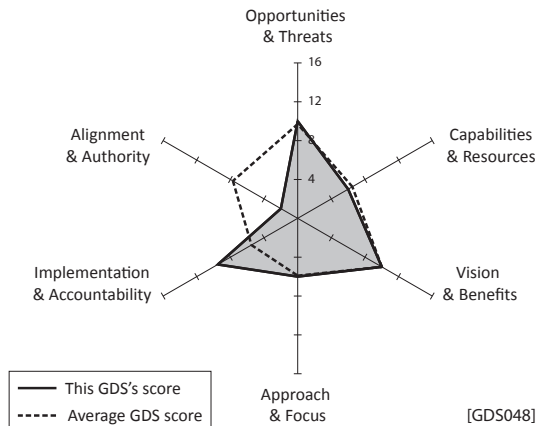 Opportunities
& Threats
16
12
8
4
Alignment
& Authority
Capabilities
& Resources
Implementation
& Accountability
Vision
& Benefits
This GDS's score
Average GDS score
Approach
& Focus
[GDS048]